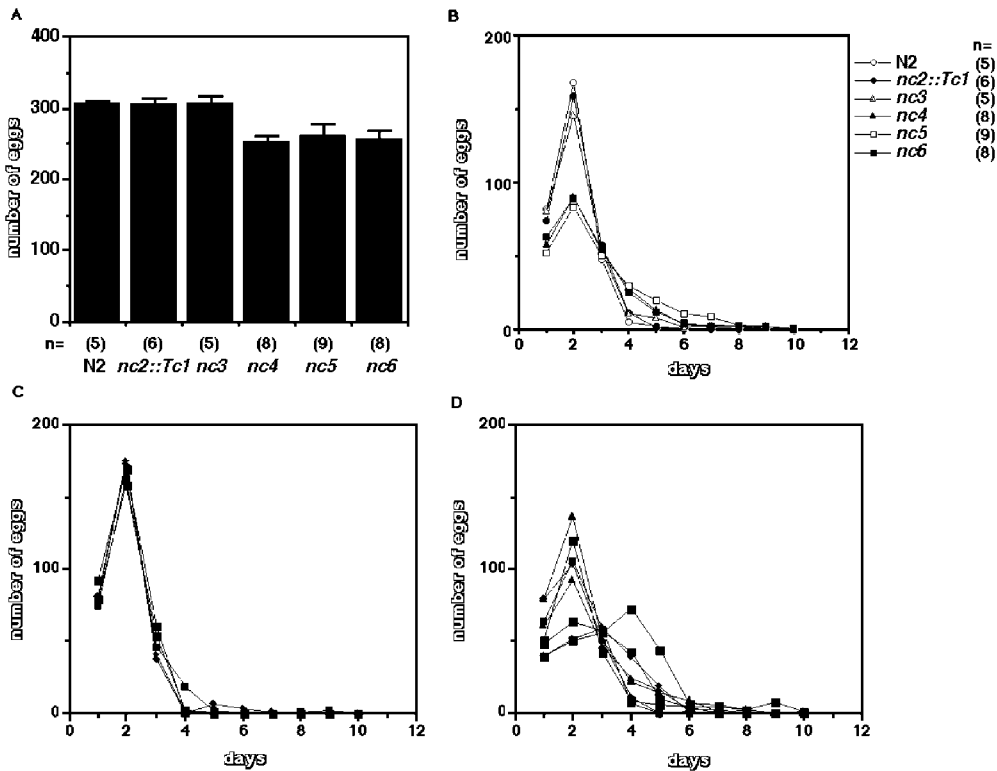 A
number of eggs
400
300
200
100
0
n= (5) (6) (5) (8) (9) (8)
N2 nc2::Tc1 nc3 nc4 nc5 nc6
B
number of eggs
200
100
0
0 2 4 6 8 10 12
days
n=
N2 (5)
nc2::Tc1 (6)
nc3 (5)
nc4 (8)
nc5 (9)
nc6 (8)
C
number of eggs
200
100
0
0 2 4 6 8 10 12
days
D
number of eggs
200
100
0
0 2 4 6 8 10 12
days